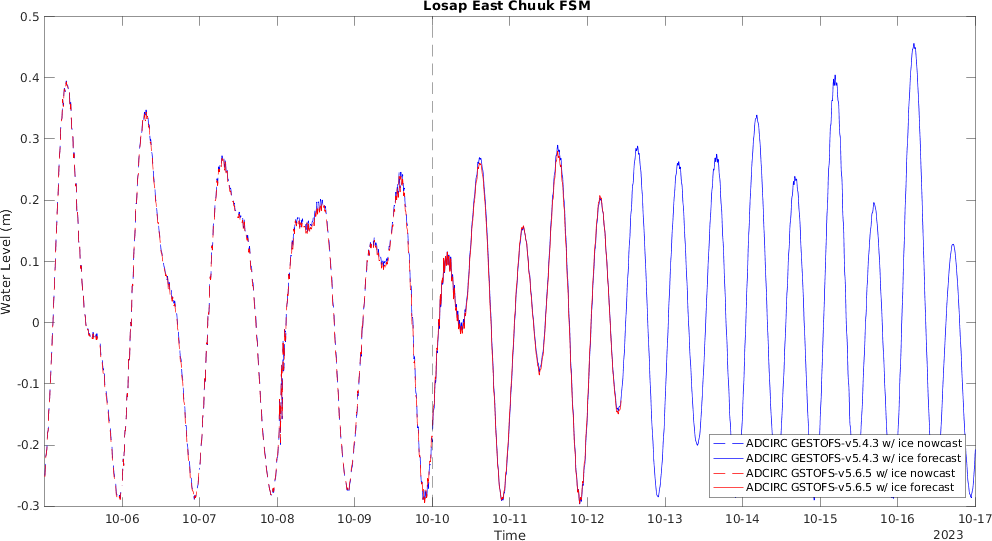 Losap East Chuuk FSM
0.5
0.4
0.3
0.2
0.1
0
-0.1
-0.2
-0.3
Water Level (m)
10-06 10-07 10-08 10-09 10-10 10-11 10-12 10-13 10-14 10-15 10-16 10-17
Time
2023
ADCIRC GESTOFS-v5.4.3 w/ ice nowcast
ADCIRC GESTOFS-v5.4.3 w/ ice forecast
ADCIRC GSTOFS-v5.6.5 w/ ice nowcast
ADCIRC GSTOFS-v5.6.5 w/ ice forecast